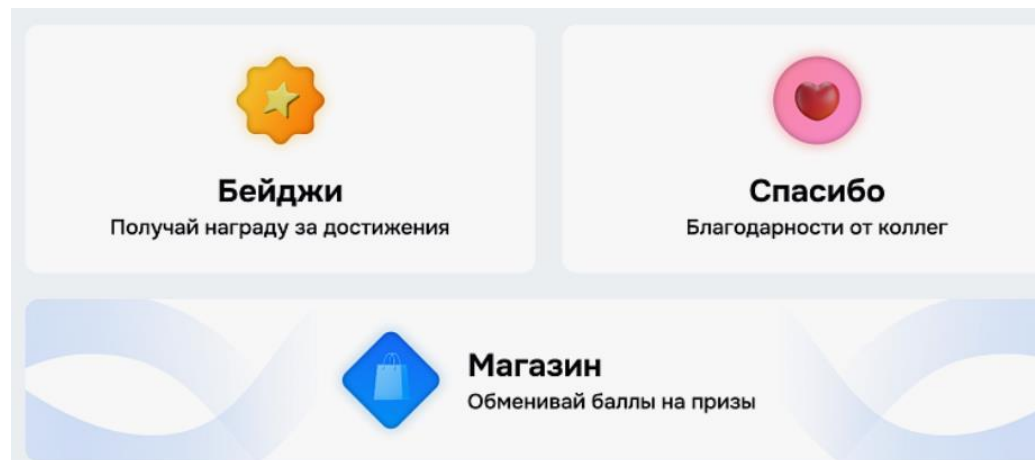 Бейджи
Получай награду за достижения
Спасибо
Благодарности от коллег
Магазин
Обменивай баллы на призы